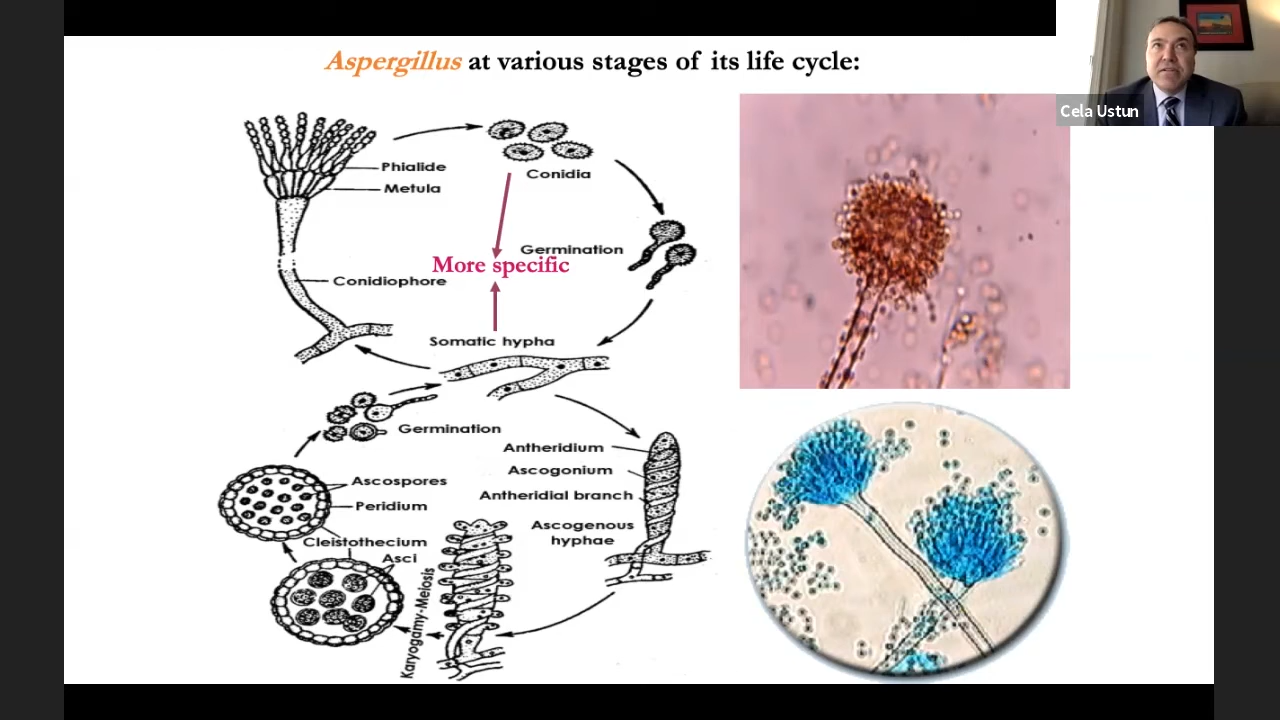 Aspergillus at various stages of its life cycle:
Cela Ustun
Phialide
Metula
Conidia
Germination
More specific
Conidiophore
Somatic hypha
Germination
Antheridium
Ascogonium
Antheridial branch
Ascogenous
hyphae
Ascospores
Peridium
Cleistothecium
Asci
Karyogamy-Meiosis